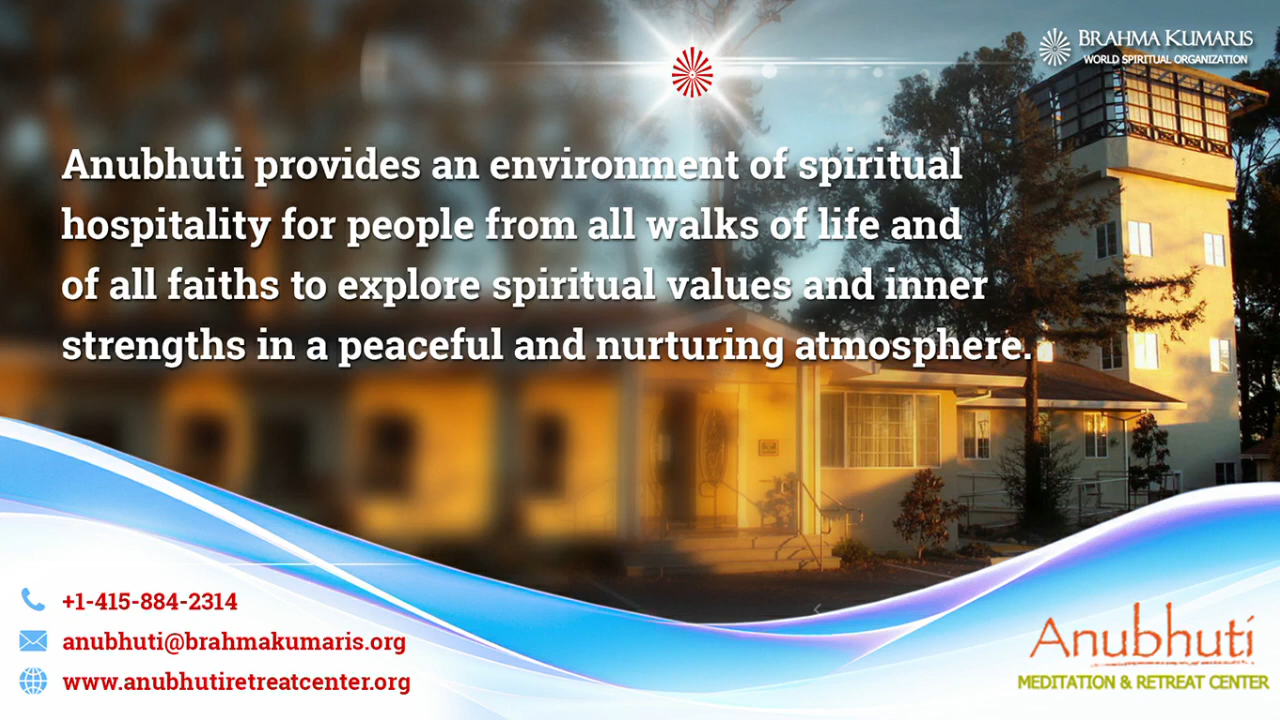 BRAHMA KUMARIS
WORLD SPIRITUAL ORGANIZATION
Anubhuti provides an environment of spiritual
hospitality for people from all walks of life and
of all faiths to explore spiritual values and inner
strengths in a peaceful and nurturing atmosphere.
+1-415-884-2314
anubhuti@brahmakumaris.org
www.anubhutiretreatcenter.org
Anubhuti
MEDITATION & RETREAT CENTER